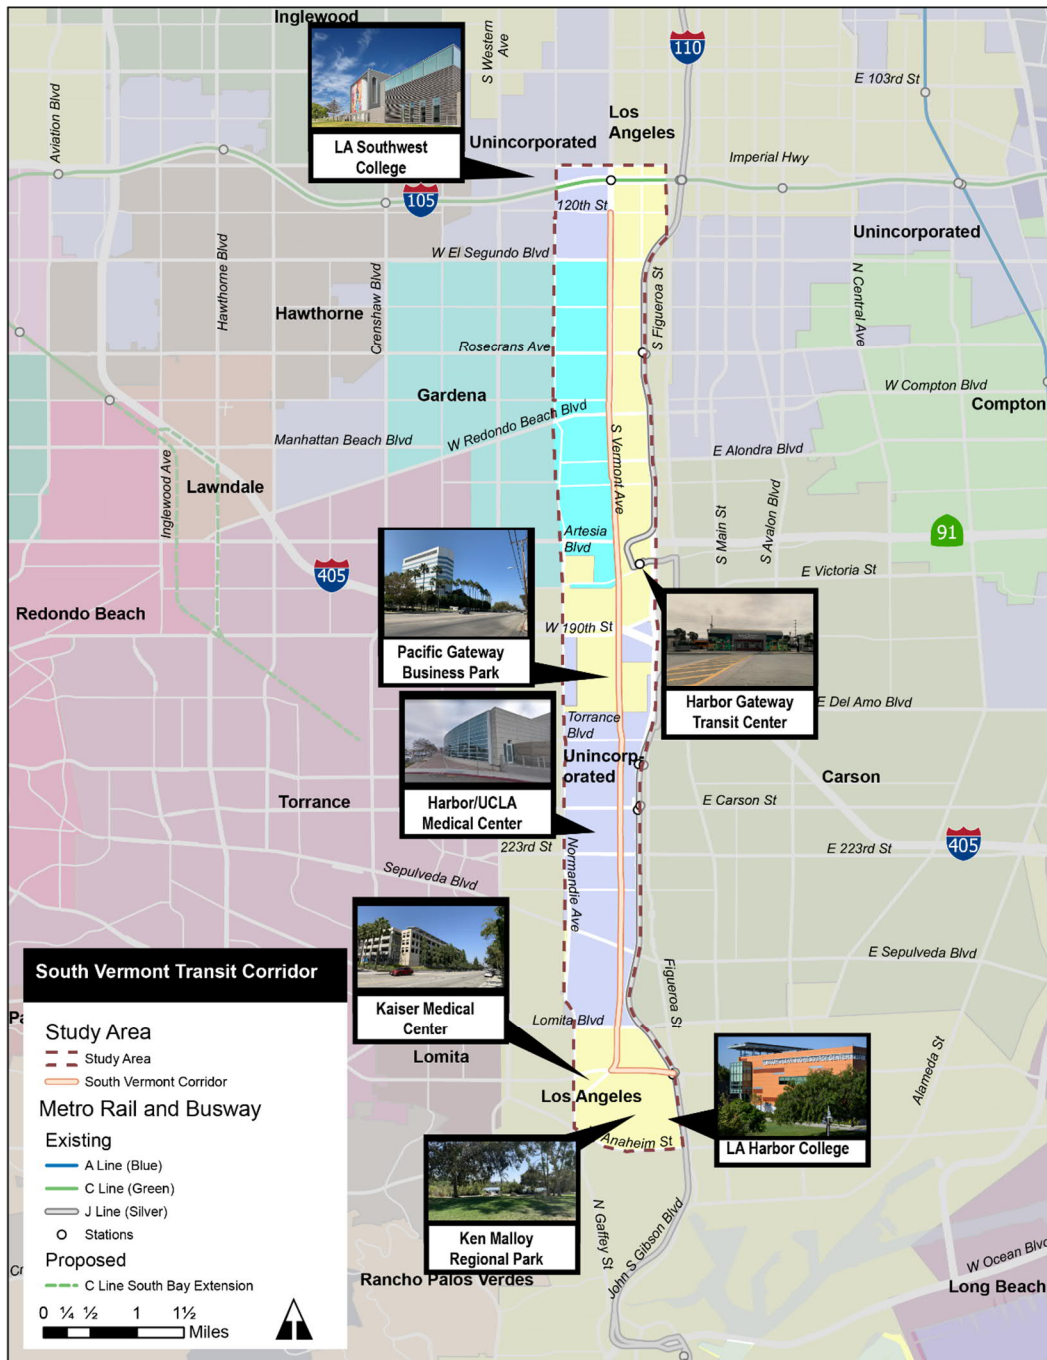 Inglewood
S Western
Ave
110
E 103rd St
Aviation Blvd
Los
Angeles
LA Southwest
College
Unincorporated
Imperial Hwy
105
120th St
Unincorporated
W El Segundo Blvd
Hawthorne Blvd
Crenshaw Blvd
S Figueroa St
N Central Ave
Hawthorne
Rosecrans Ave
W Compton Blvd
Gardena
Compton
W Redondo Beach Blvd
Manhattan Beach Blvd
S Vermont Ave
E Alondra Blvd
Inglewood Ave
Lawndale
S Main St
S Avalon Blvd
Artesia
Blvd
91
405
E Victoria St
Redondo Beach
W 190th St
Pacific Gateway
Business Park
Harbor Gateway
Transit Center
E Del Amo Blvd
Torrance
Blvd
Unincorp-
orated
Carson
Torrance
E Carson St
Harbor/UCLA
Medical Center
223rd St
E 223rd St
405
Sepulveda Blvd
Normandie Ave
E Sepulveda Blvd
South Vermont Transit Corridor
Kaiser Medical
Center
Figueroa St
Lomita Blvd
Lomita
Alameda St
Los Angeles
Anaheim St
LA Harbor College
Ken Malloy
Regional Park
N Gaffey St
John S Gibson Blvd
W Ocean Blvd
Rancho Palos Verdes
Long Beach
Study Area
Study Area
South Vermont Corridor
Metro Rail and Busway
Existing
A Line (Blue)
C Line (Green)
J Line (Silver)
Stations
Proposed
C Line South Bay Extension
0 ¼ ½ 1 1½
Miles